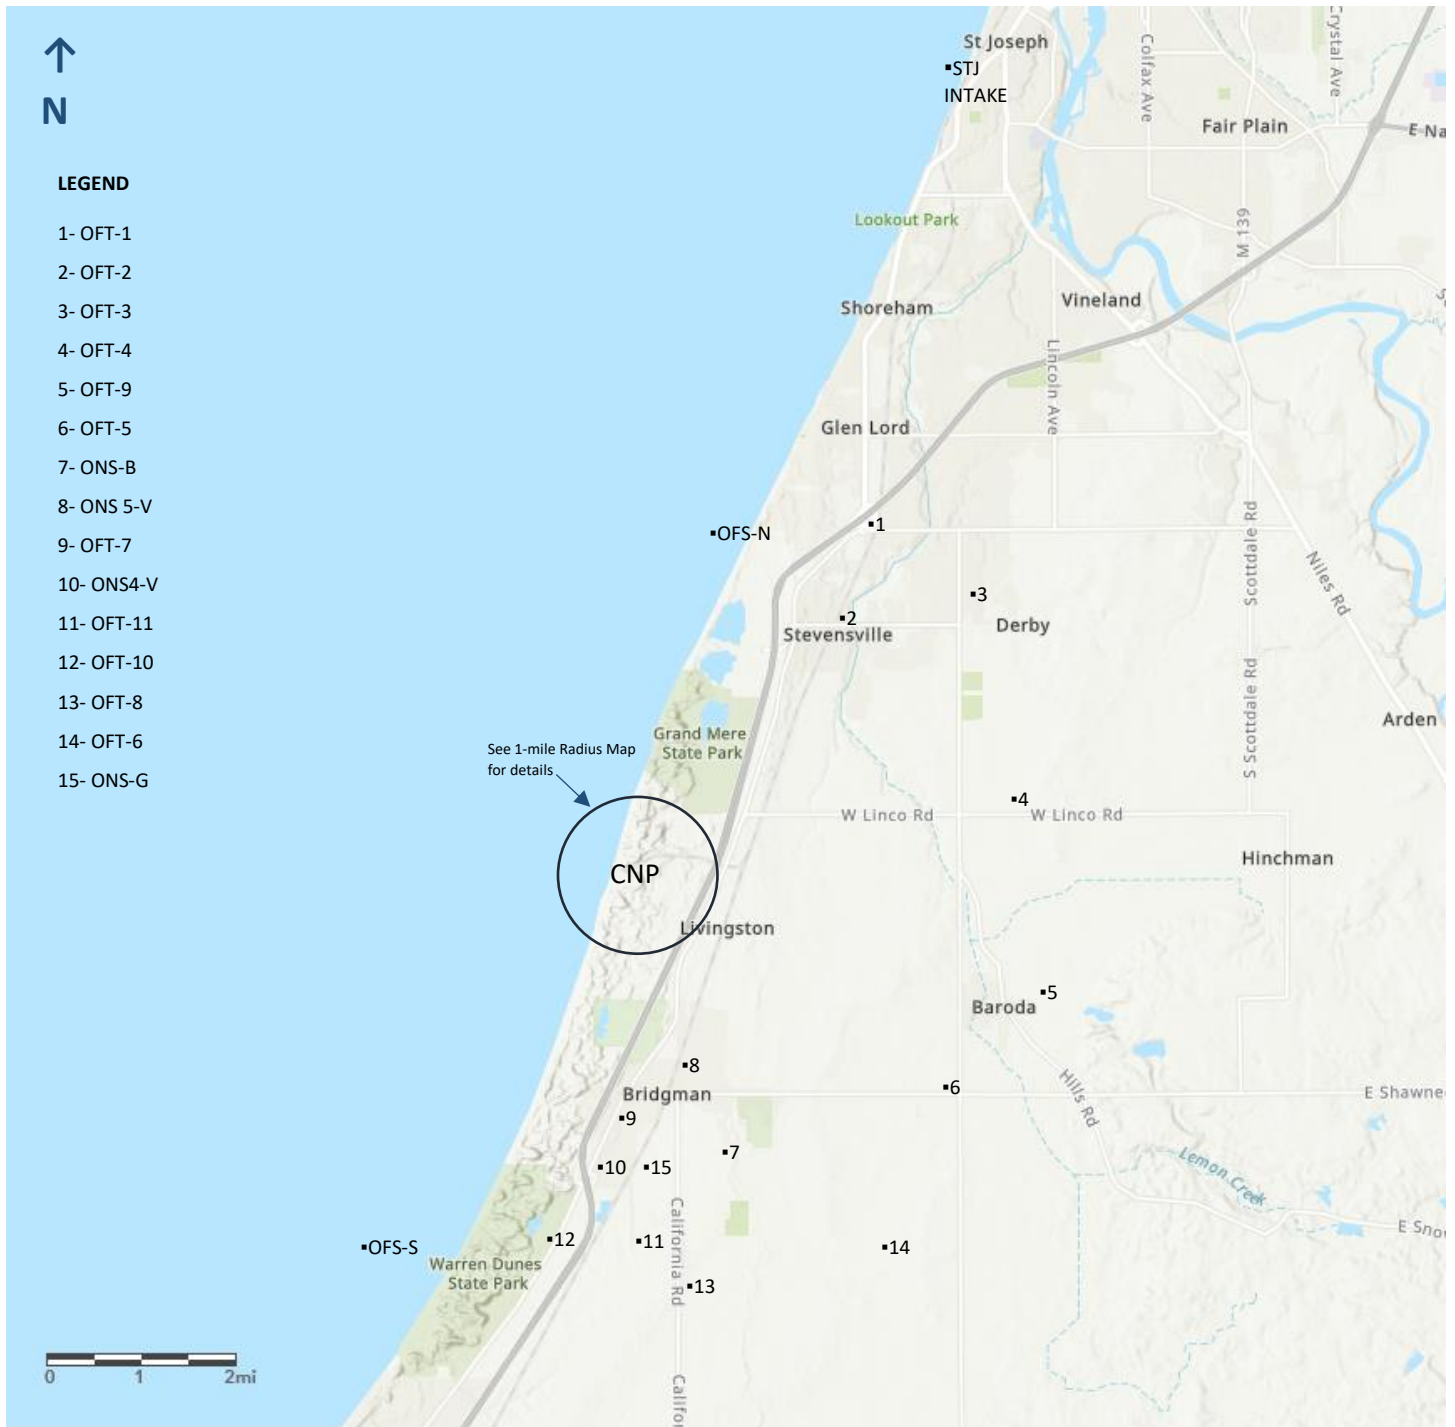 N
LEGEND
1- OFT-1
2- OFT-2
3- OFT-3
4- OFT-4
5- OFT-9
6- OFT-5
7- ONS-B
8- ONS 5-V
9- OFT-7
10- ONS4-V
11- OFT-11
12- OFT-10
13- OFT-8
14- OFT-6
15- ONS-G
St Joseph
STJ
INTAKE
Colfax Ave
Crystal Ave
Fair Plain
E Na
Lookout Park
M 139
Shoreham
Vineland
Lincoln Ave
Glen Lord
OFS-N
1
Scottdale Rd
Niles Rd
3
2
Stevensville
Derby
S Scottdale Rd
Arden
Grand Mere
State Park
See 1-mile Radius Map
for details
4
W Linco Rd
W Linco Rd
CNP
Hinchman
Livingston
5
Baroda
8
6
Bridgman
Hills Rd
E Shawne
9
7
10
15
Lemon Creek
California Rd
E Snow
12
11
14
OFS-S
Warren Dunes
State Park
13
0
1
2mi
Califo